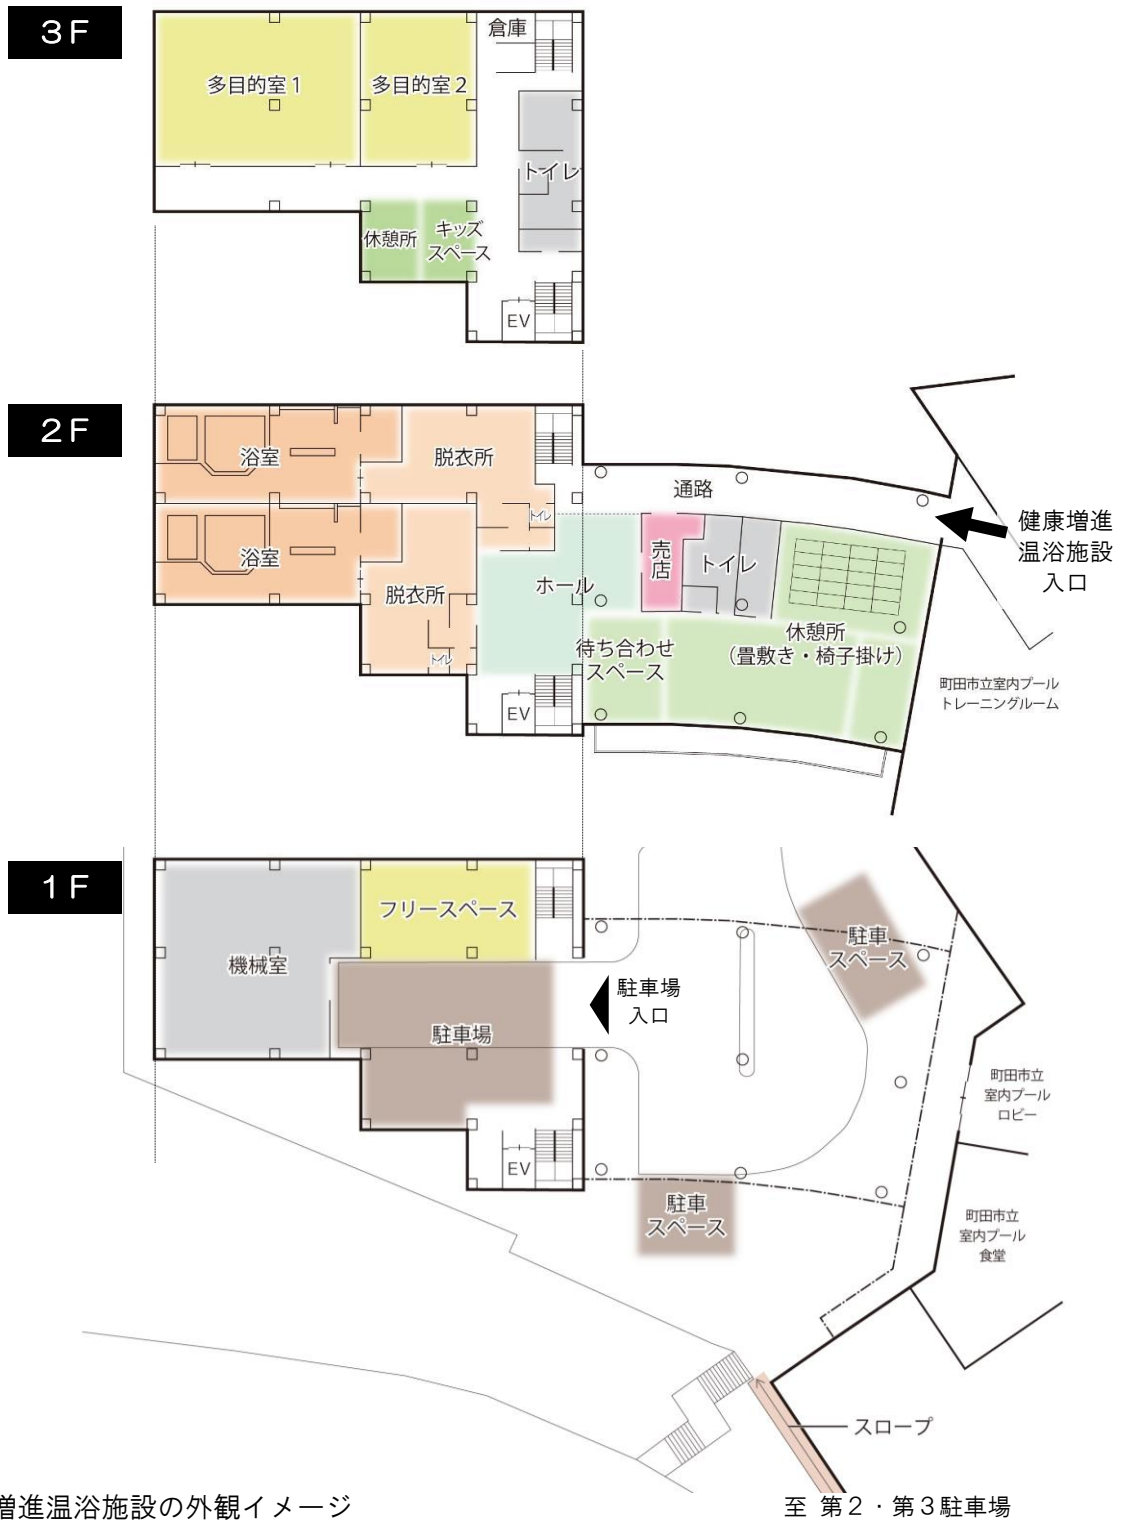 ３Ｆ
倉庫
多目的室１
多目的室２
トイレ
休憩所
キッズ
スペース
EV
２Ｆ
浴室
脱衣所
トイレ
通路
健康増進
温浴施設
入口
浴室
脱衣所
トイレ
ホール
売店
トイレ
待ち合わせ
スペース
休憩所
（畳敷き・椅子掛け）
EV
町田市立室内プール
トレーニングルーム
１Ｆ
フリースペース
機械室
駐車場
駐車場
入口
駐車
スペース
EV
駐車
スペース
町田市立
室内プール
ロビー
町田市立
室内プール
食堂
スロープ
増進温浴施設の外観イメージ
至 第２・第３駐車場